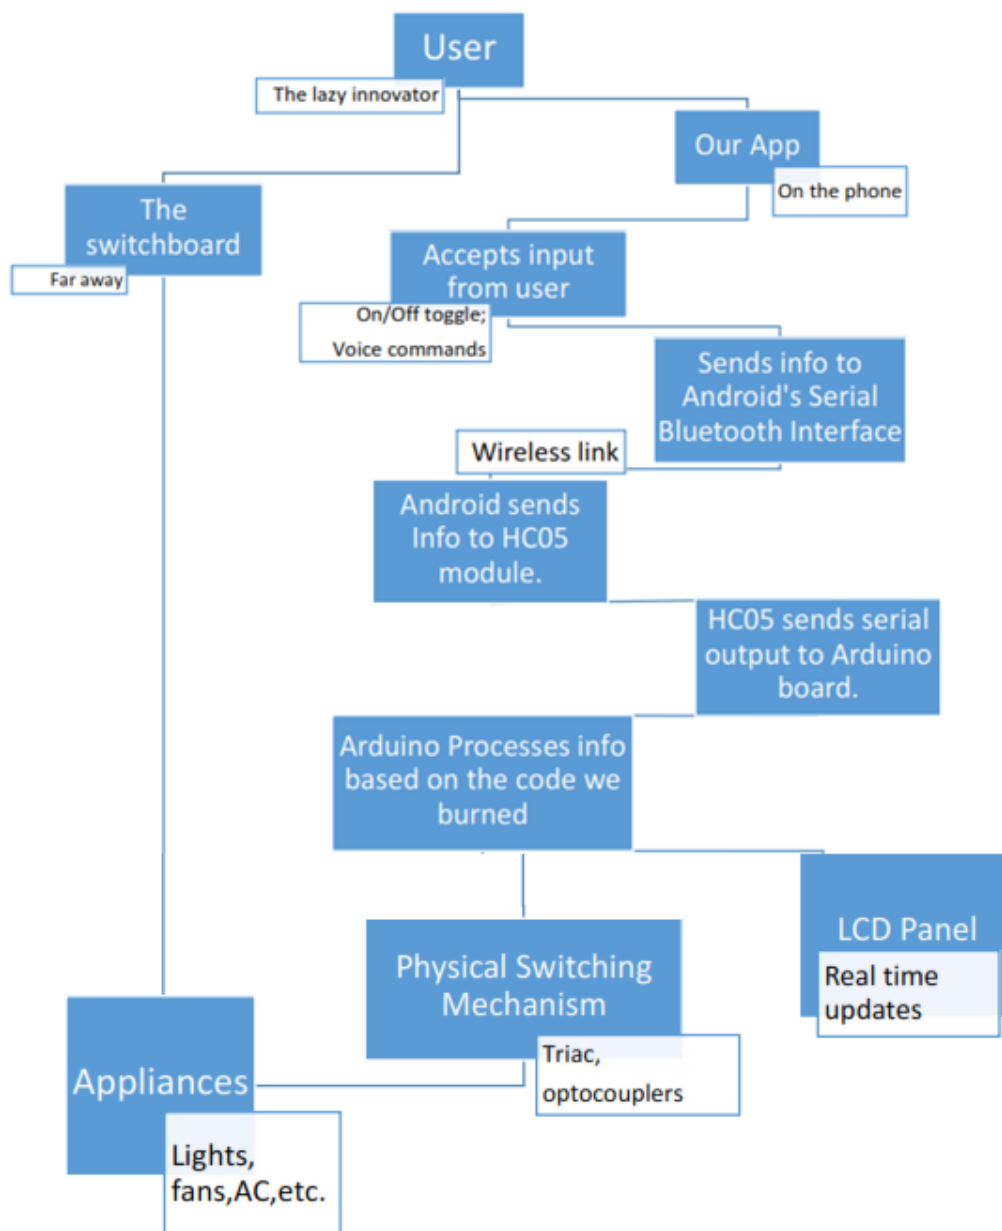 User
The lazy innovator
Our App
On the phone
The
switchboard
Far away
Accepts input
from user
On/Off toggle;
Voice commands
Sends info to
Android's Serial
Bluetooth Interface
Wireless link
Android sends
Info to HC05
module.
HC05 sends serial
output to Arduino
board.
Arduino Processes info
based on the code we
burned
LCD Panel
Real time
updates
Physical Switching
Mechanism
Triac,
optocouplers
Appliances
Lights,
fans,AC,etc.